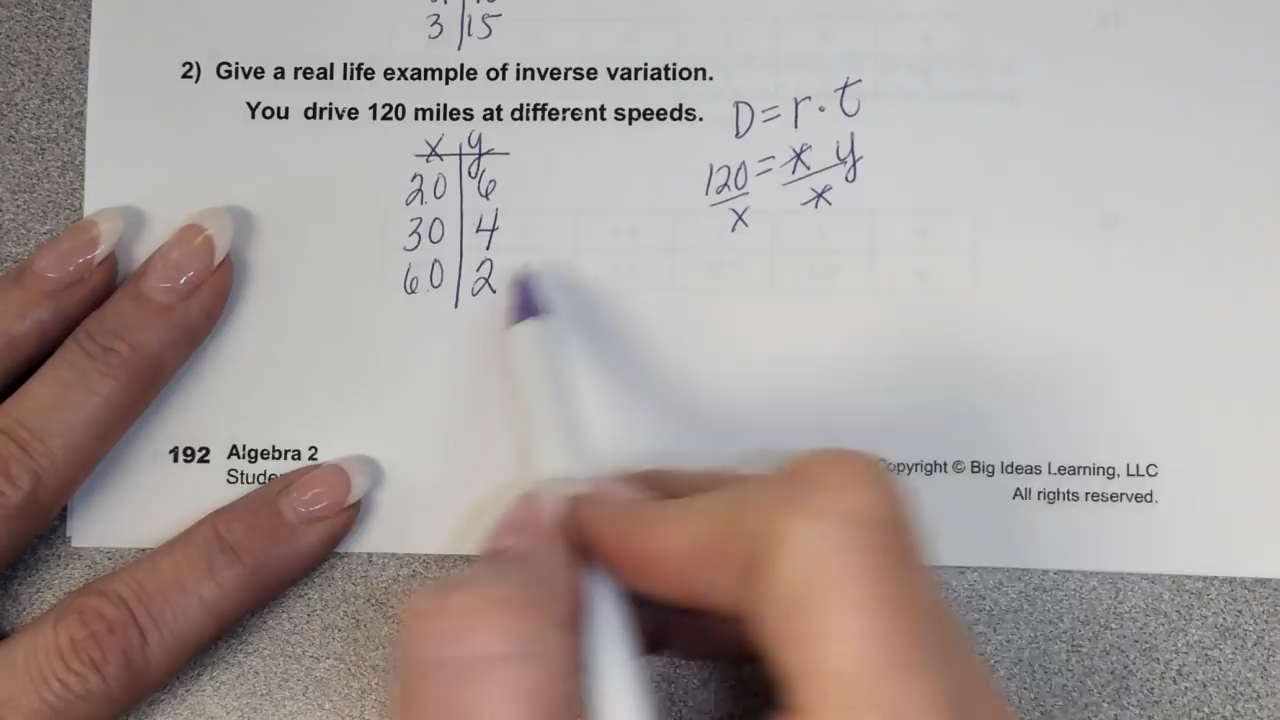 3 | 15
2) Give a real life example of inverse variation.
You drive 120 miles at different speeds.
D = r · t
x | y
120 = x y
x x
20 | 6
30 | 4
60 | 2
192 Algebra 2
Copyright © Big Ideas Learning, LLC
All rights reserved.